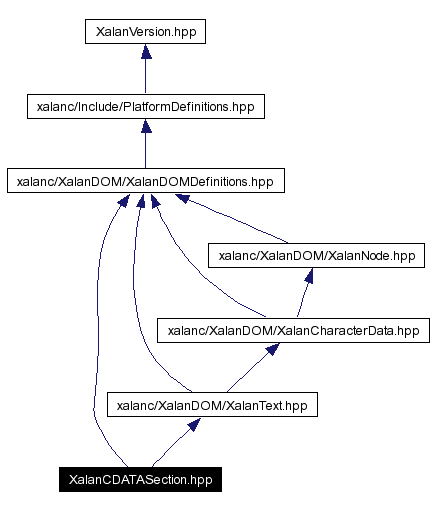 XalanVersion.hpp
xalanc/Include/PlatformDefinitions.hpp
xalanc/XalanDOM/XalanDOMDefinitions.hpp
xalanc/XalanDOM/XalanNode.hpp
xalanc/XalanDOM/XalanCharacterData.hpp
xalanc/XalanDOM/XalanText.hpp
XalanCDATASection.hpp